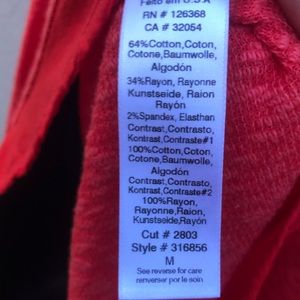 Feito em U.S.A
RN # 126368
CA # 32054
64%Cotton,Coton,
Cotone,Baumwolle,
Algodón
34% Rayon, Rayonne
Kunstseide, Raion
Rayón
2%Spandex, Elasthan
Contrast,Contrasto,
Kontrast,Contraste#1
100%Cotton,Coton,
Cotone,Baumwolle,
Algodón
Contrast,Contrasto,
Kontrast,Contraste#2
100%Rayon,
Rayonne,Raion,
Kunstseide,Rayón
Cut # 2803
Style # 316856
M
See reverse for care
renverser por le soin